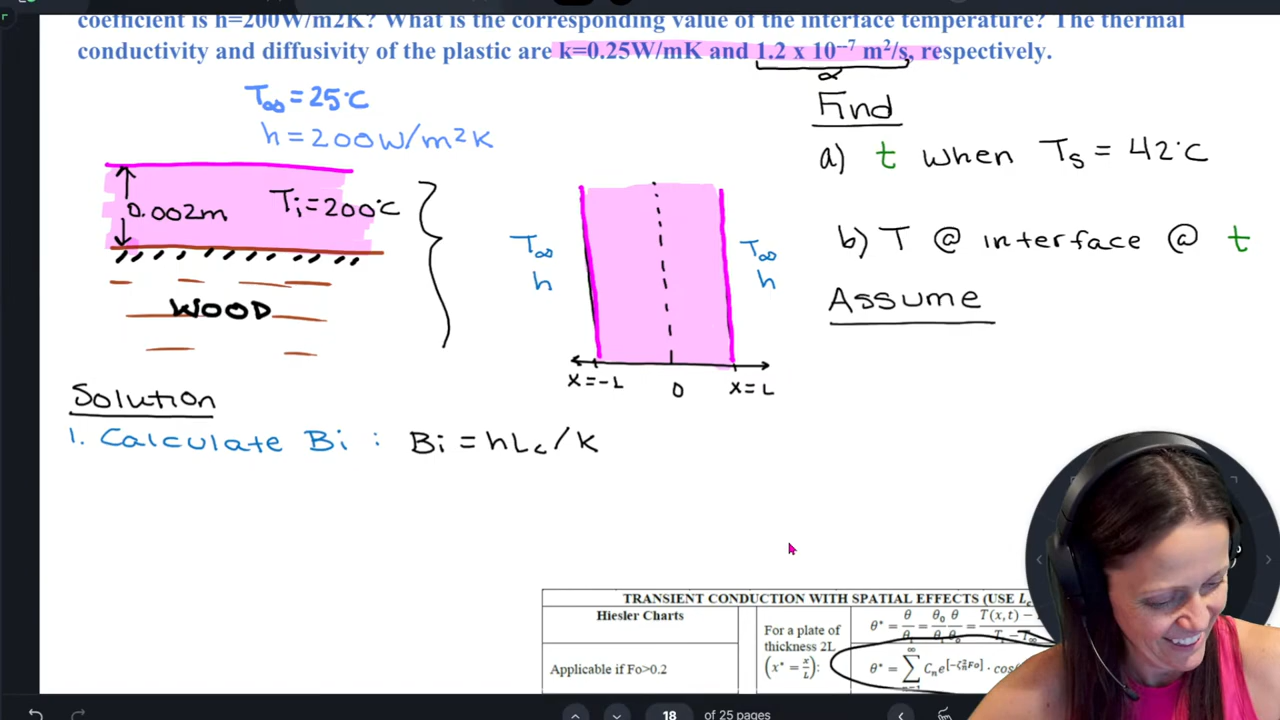 coefficient is h=200W/m2K? What is the corresponding value of the interface temperature? The thermal
conductivity and diffusivity of the plastic are k=0.25W/mK and 1.2 x 10⁻⁷ m²/s, respectively.
α
T∞ = 25°C
h = 200W/m2K
Find
a) t when Ts = 42°C
0.002m
Ti = 200°C
T∞
h
T∞
h
b) T @ interface @ t
WOOD
Assume
x = -L
0
x = L
Solution
1. Calculate Bi : Bi = hLc/k
TRANSIENT CONDUCTION WITH SPATIAL EFFECTS (USE L
Hiesler Charts
For a plate of
thickness 2L
(x* = x/L):
Applicable if Fo>0.2
18 of 25 pages